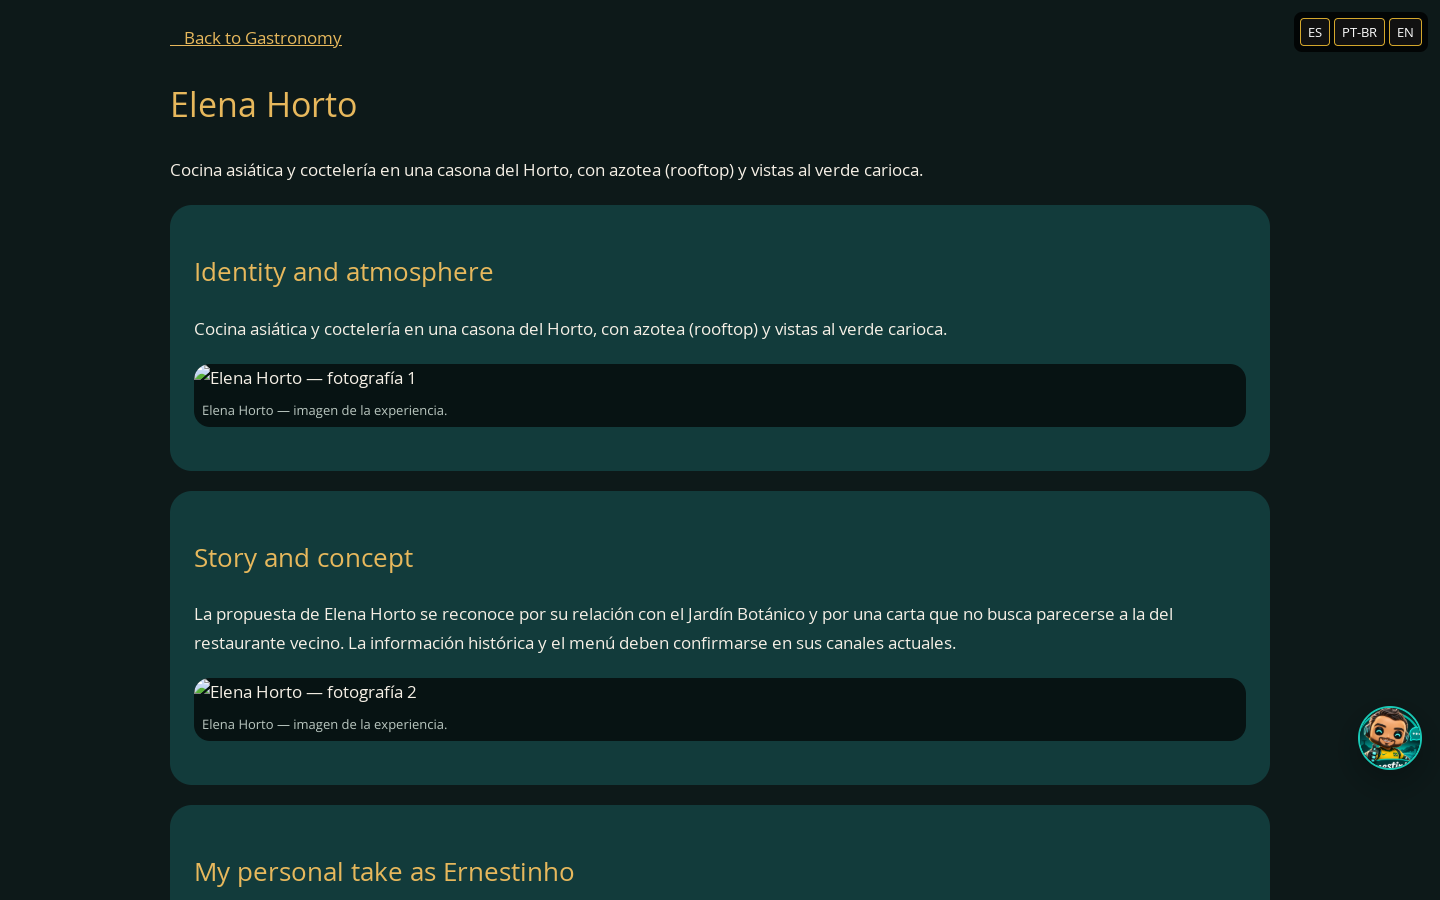 Back to Gastronomy
ES PT-BR EN
Elena Horto
Cocina asiática y coctelería en una casona del Horto, con azotea (rooftop) y vistas al verde carioca.
Identity and atmosphere
Cocina asiática y coctelería en una casona del Horto, con azotea (rooftop) y vistas al verde carioca.
Elena Horto — fotografía 1
Elena Horto — imagen de la experiencia.
Story and concept
La propuesta de Elena Horto se reconoce por su relación con el Jardín Botánico y por una carta que no busca parecerse a la del
restaurante vecino. La información histórica y el menú deben confirmarse en sus canales actuales.
Elena Horto — fotografía 2
Elena Horto — imagen de la experiencia.
My personal take as Ernestinho